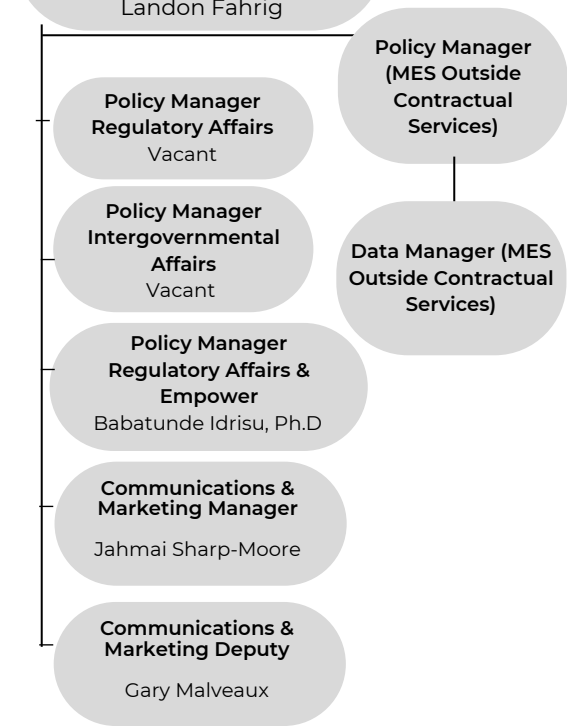 Landon Fahrig
Policy Manager
(MES Outside
Contractual
Services)
Policy Manager
Regulatory Affairs
Vacant
Policy Manager
Intergovernmental
Affairs
Vacant
Data Manager (MES
Outside Contractual
Services)
Policy Manager
Regulatory Affairs &
Empower
Babatunde Idrisu, Ph.D
Communications &
Marketing Manager
Jahmai Sharp-Moore
Communications &
Marketing Deputy
Gary Malveaux